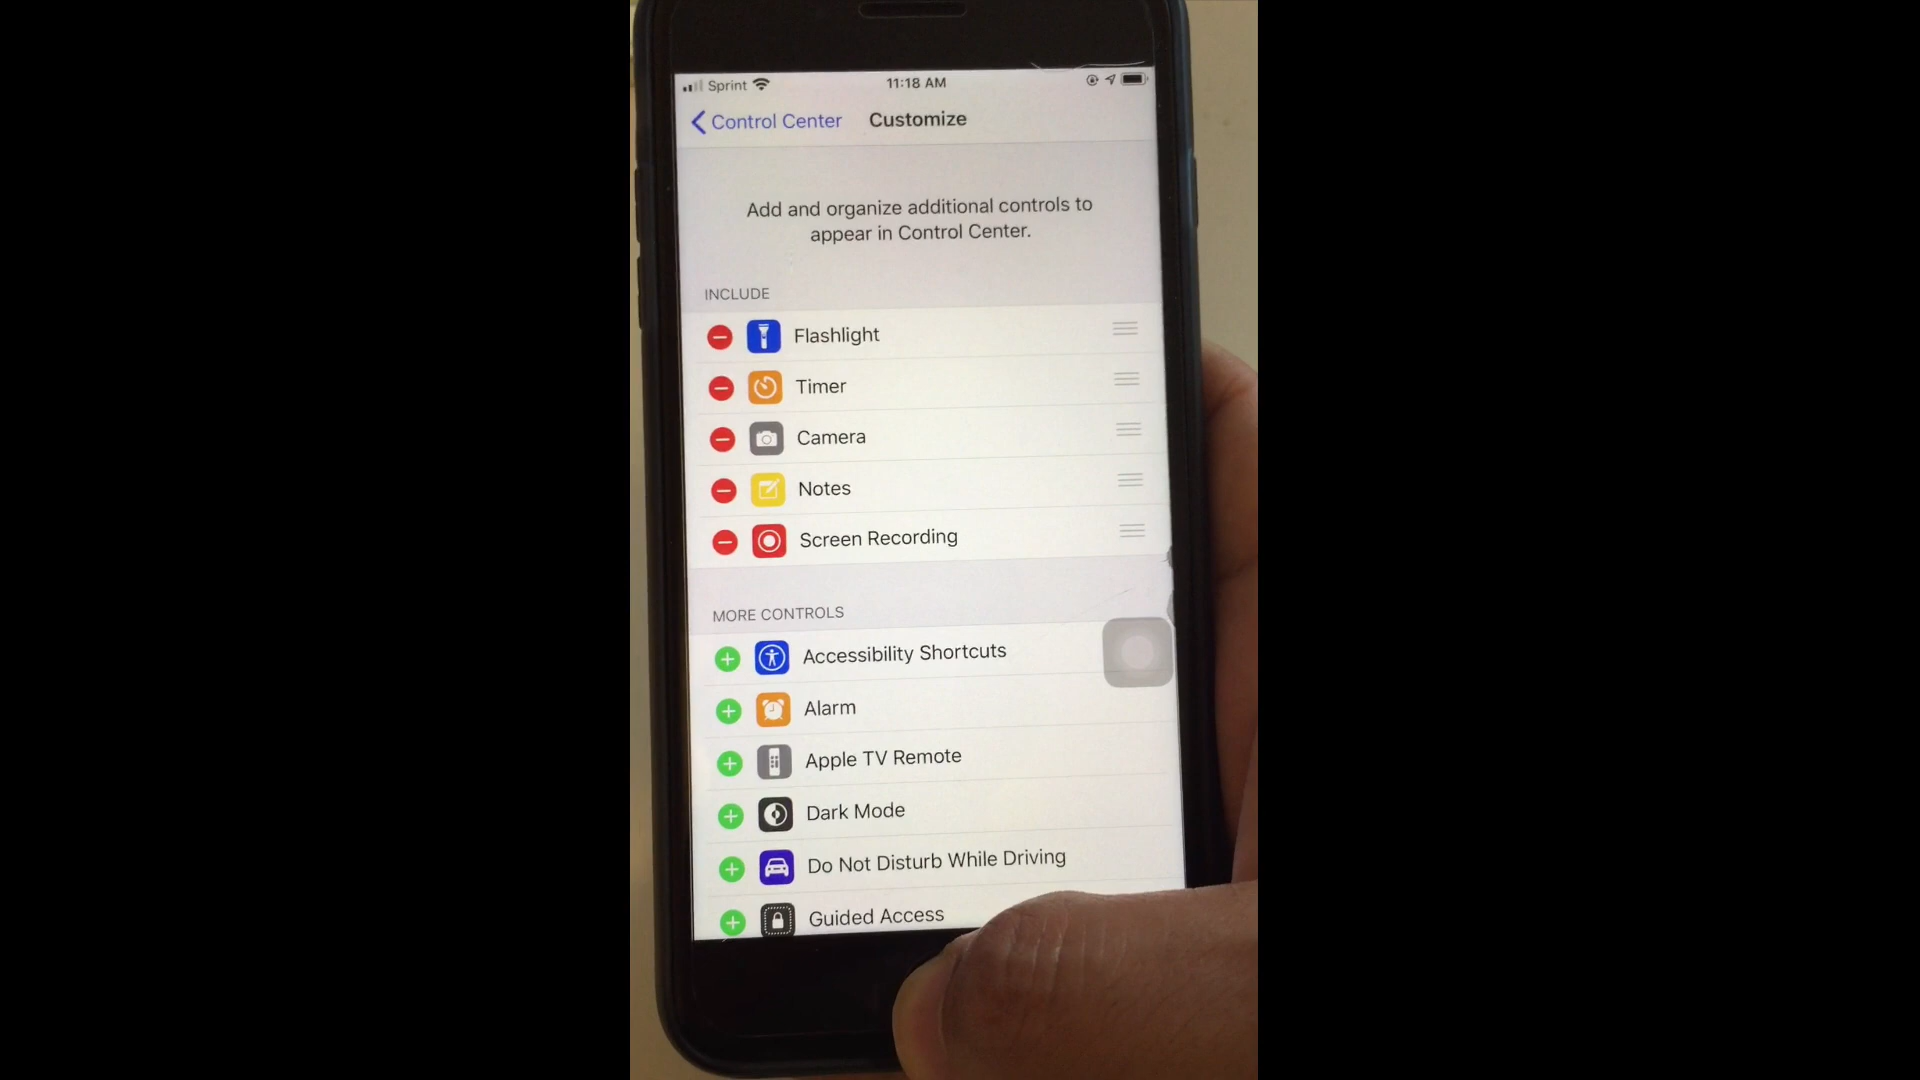 Sprint 11:18 AM
Control Center Customize
Add and organize additional controls to
appear in Control Center.
INCLUDE
Flashlight
Timer
Camera
Notes
Screen Recording
MORE CONTROLS
Accessibility Shortcuts
Alarm
Apple TV Remote
Dark Mode
Do Not Disturb While Driving
Guided Access